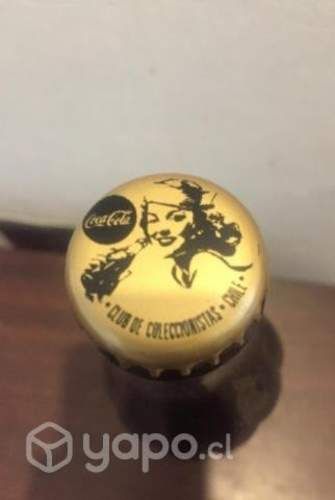 Coca-Cola
• CLUB DE COLECCIONISTAS • CHILE •
yapo.cl